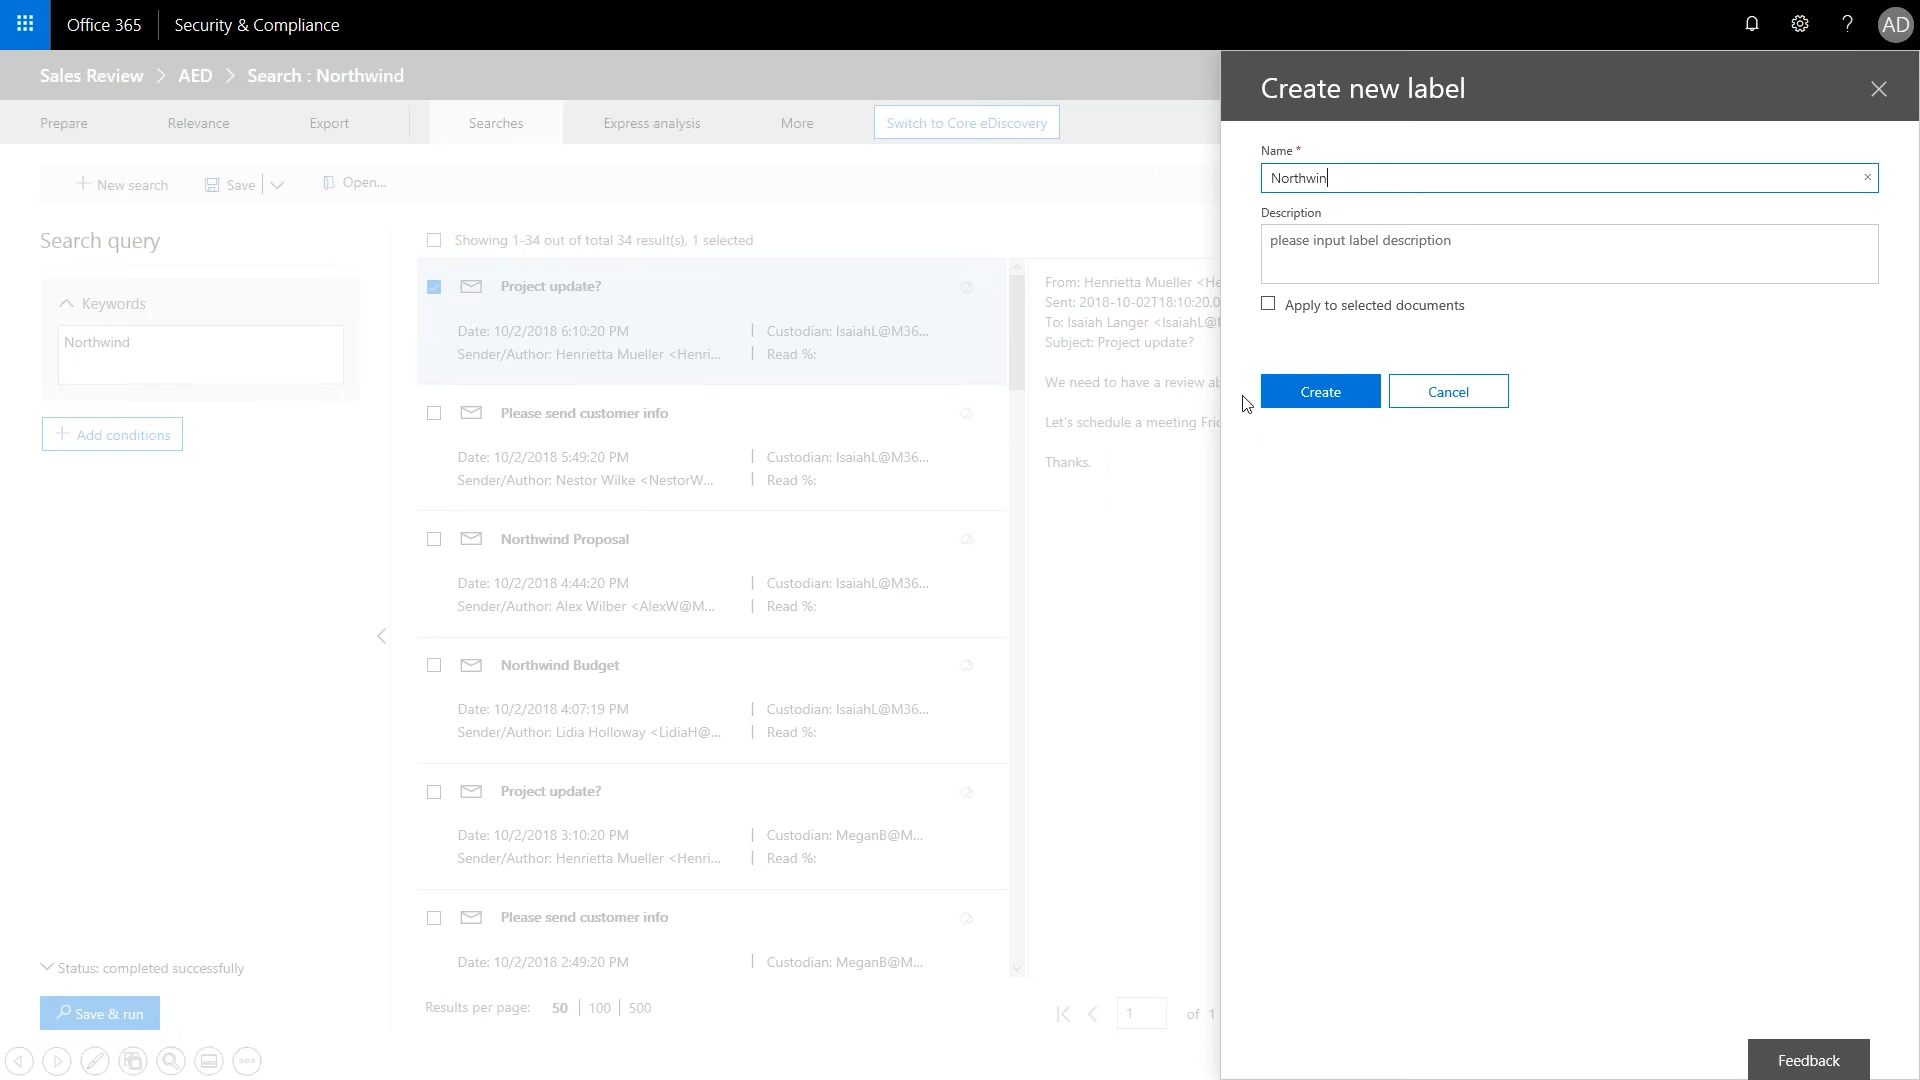 Office 365 Security & Compliance ? AD
Sales Review > AED > Search : Northwind
Prepare Relevance Export Searches Express analysis More Switch to Core eDiscovery
New search Save Open...
Search query
Keywords
Northwind
Add conditions
Status: completed successfully
Save & run
Showing 1-34 out of total 34 result(s), 1 selected
Project update?
Date: 10/2/2018 6:10:20 PM | Custodian: IsaiahL@M36...
Sender/Author: Henrietta Mueller <Henri... | Read %:
Please send customer info
Date: 10/2/2018 5:49:20 PM | Custodian: IsaiahL@M36...
Sender/Author: Nestor Wilke <NestorW... | Read %:
Northwind Proposal
Date: 10/2/2018 4:44:20 PM | Custodian: IsaiahL@M36...
Sender/Author: Alex Wilber <AlexW@M... | Read %:
Northwind Budget
Date: 10/2/2018 4:07:19 PM | Custodian: IsaiahL@M36...
Sender/Author: Lidia Holloway <LidiaH@... | Read %:
Project update?
Date: 10/2/2018 3:10:20 PM | Custodian: MeganB@M...
Sender/Author: Henrietta Mueller <Henri... | Read %:
Please send customer info
Date: 10/2/2018 2:49:20 PM | Custodian: MeganB@M...
Results per page: 50 | 100 | 500
From: Henrietta Mueller <He
Sent: 2018-10-02T18:10:20.0
To: Isaiah Langer <IsaiahL@
Subject: Project update?
We need to have a review ab
Let's schedule a meeting Fri
Thanks.
1 of 1
Create new label
Name *
Northwin
Description
please input label description
Apply to selected documents
Create Cancel
Feedback